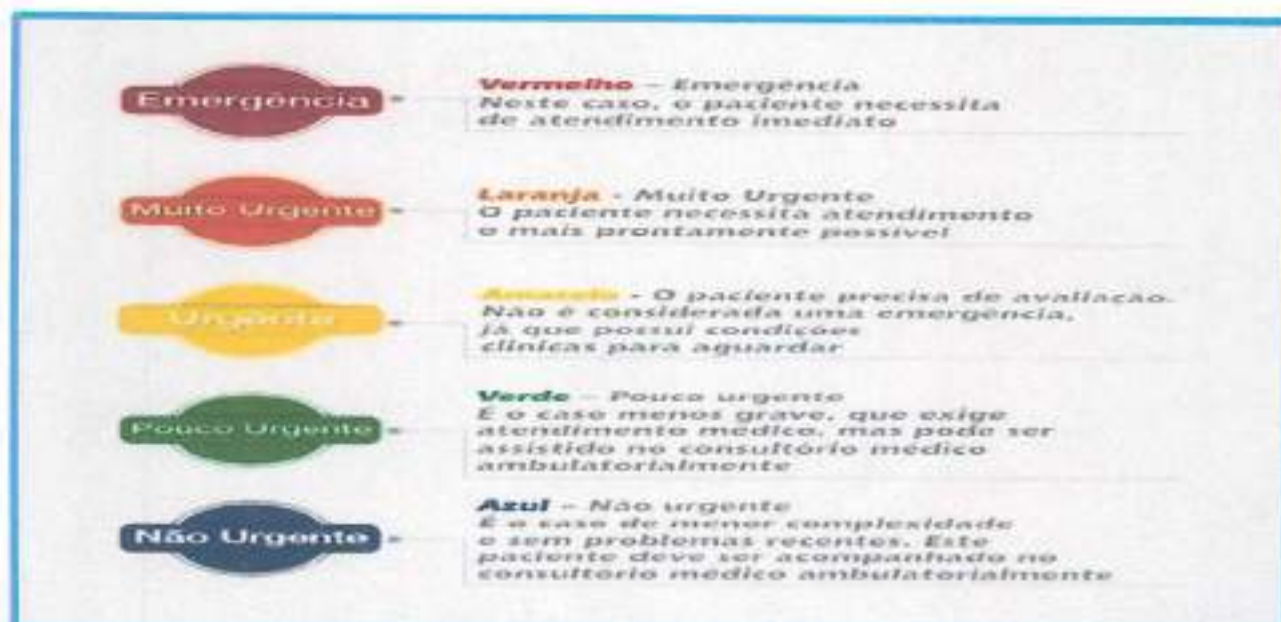 Emergência
Vermelho – Emergência
Neste caso, o paciente necessita
de atendimento imediato
Muito Urgente
Laranja - Muito Urgente
O paciente necessita atendimento
o mais prontamente possível
Urgente
Amarelo - O paciente precisa de avaliação.
Não é considerada uma emergência,
já que possui condições
clínicas para aguardar
Pouco Urgente
Verde – Pouco urgente
É o caso menos grave, que exige
atendimento médico, mas pode ser
assistido no consultório médico
ambulatorialmente
Não Urgente
Azul – Não urgente
É o caso de menor complexidade
e sem problemas recentes. Este
paciente deve ser acompanhado no
consultório médico ambulatorialmente